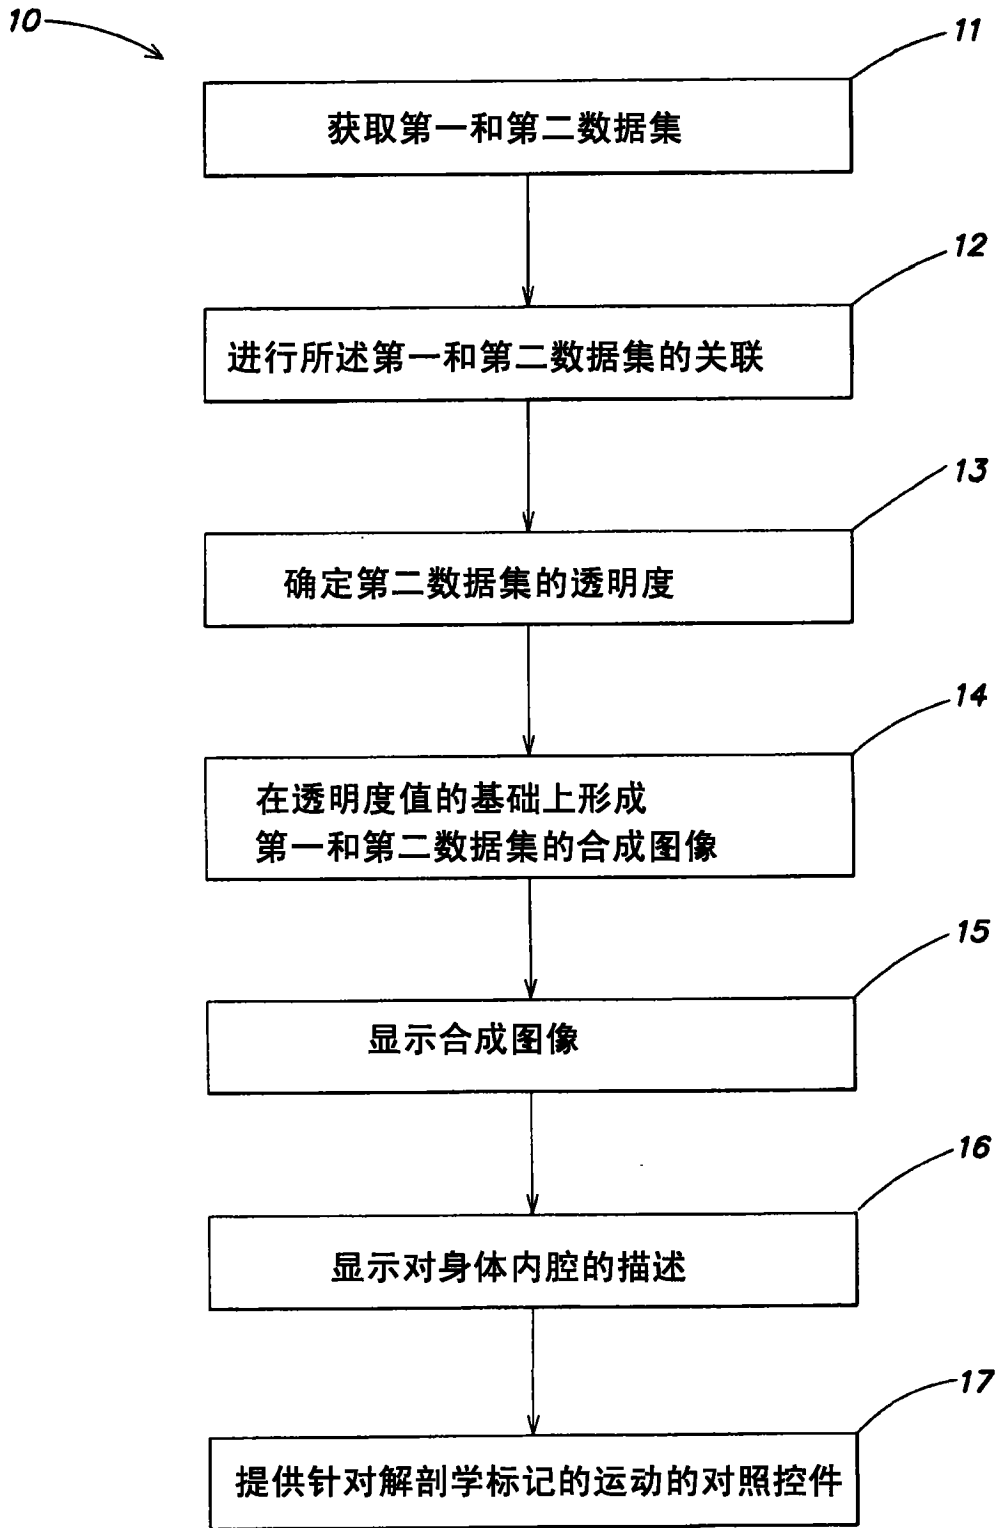 10
11
获取第一和第二数据集
12
进行所述第一和第二数据集的关联
13
确定第二数据集的透明度
14
在透明度值的基础上形成
第一和第二数据集的合成图像
15
显示合成图像
16
显示对身体内腔的描述
17
提供针对解剖学标记的运动的对照控件